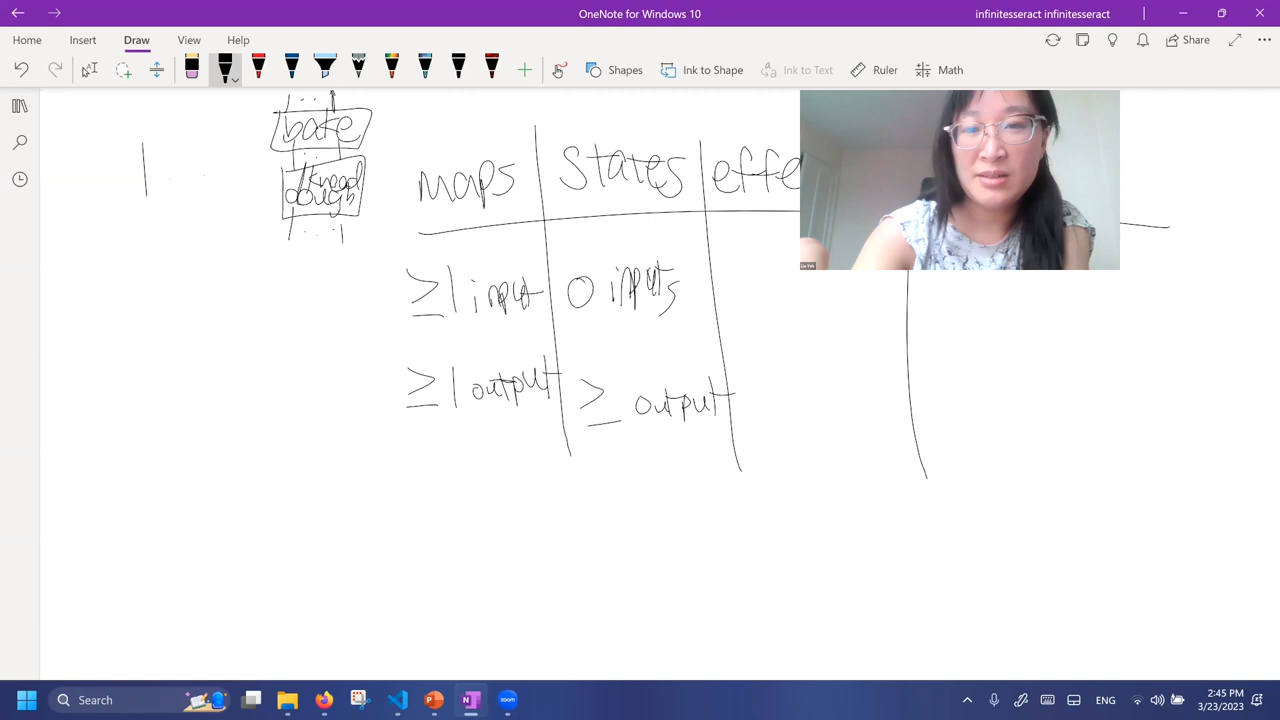 OneNote for Windows 10
infinitesseract infinitesseract
Home Insert Draw View Help
Share
Shapes Ink to Shape Ink to Text Ruler Math
bake
knead
dough
maps states effe
≥1 input 0 inputs
≥1 output ≥ output
Search
zoom
ENG
2:45 PM
3/23/2023